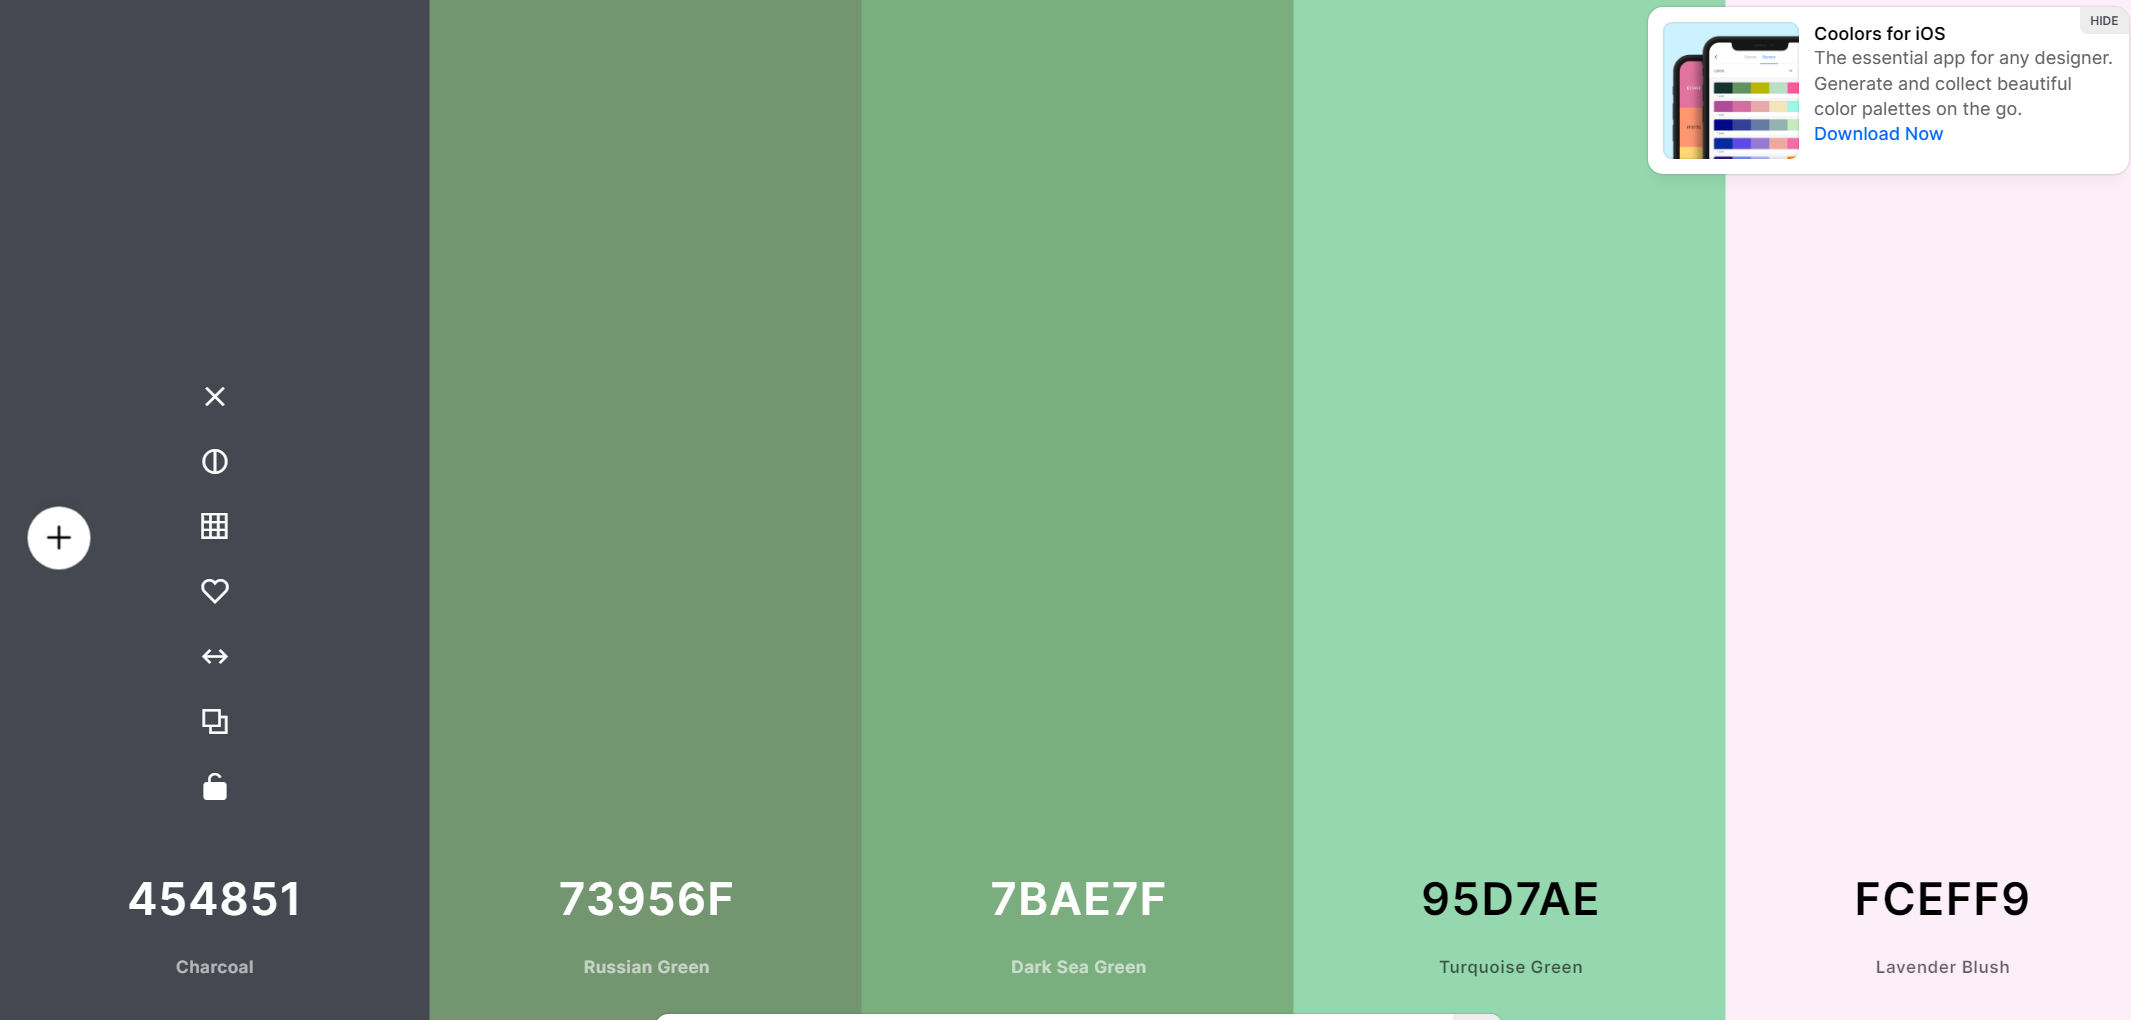 HIDE
Coolors for iOS
The essential app for any designer.
Generate and collect beautiful
color palettes on the go.
Download Now
454851
Charcoal
73956F
Russian Green
7BAE7F
Dark Sea Green
95D7AE
Turquoise Green
FCEFF9
Lavender Blush